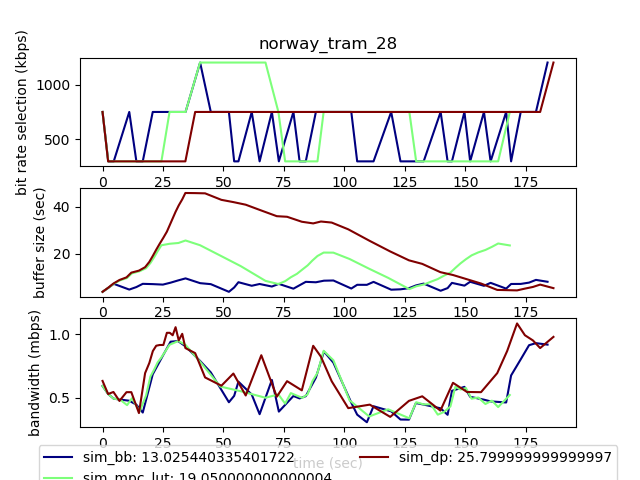 norway_tram_28
bit rate selection (kbps)
1000
500
0 25 50 75 100 125 150 175
buffer size (sec)
40
20
0 25 50 75 100 125 150 175
bandwidth (mbps)
1.0
0.5
0 25 50 75 100 125 150 175
time (sec)
sim_bb: 13.025440335401722 sim_dp: 25.799999999999997
sim_mpc_lut: 19.050000000000004